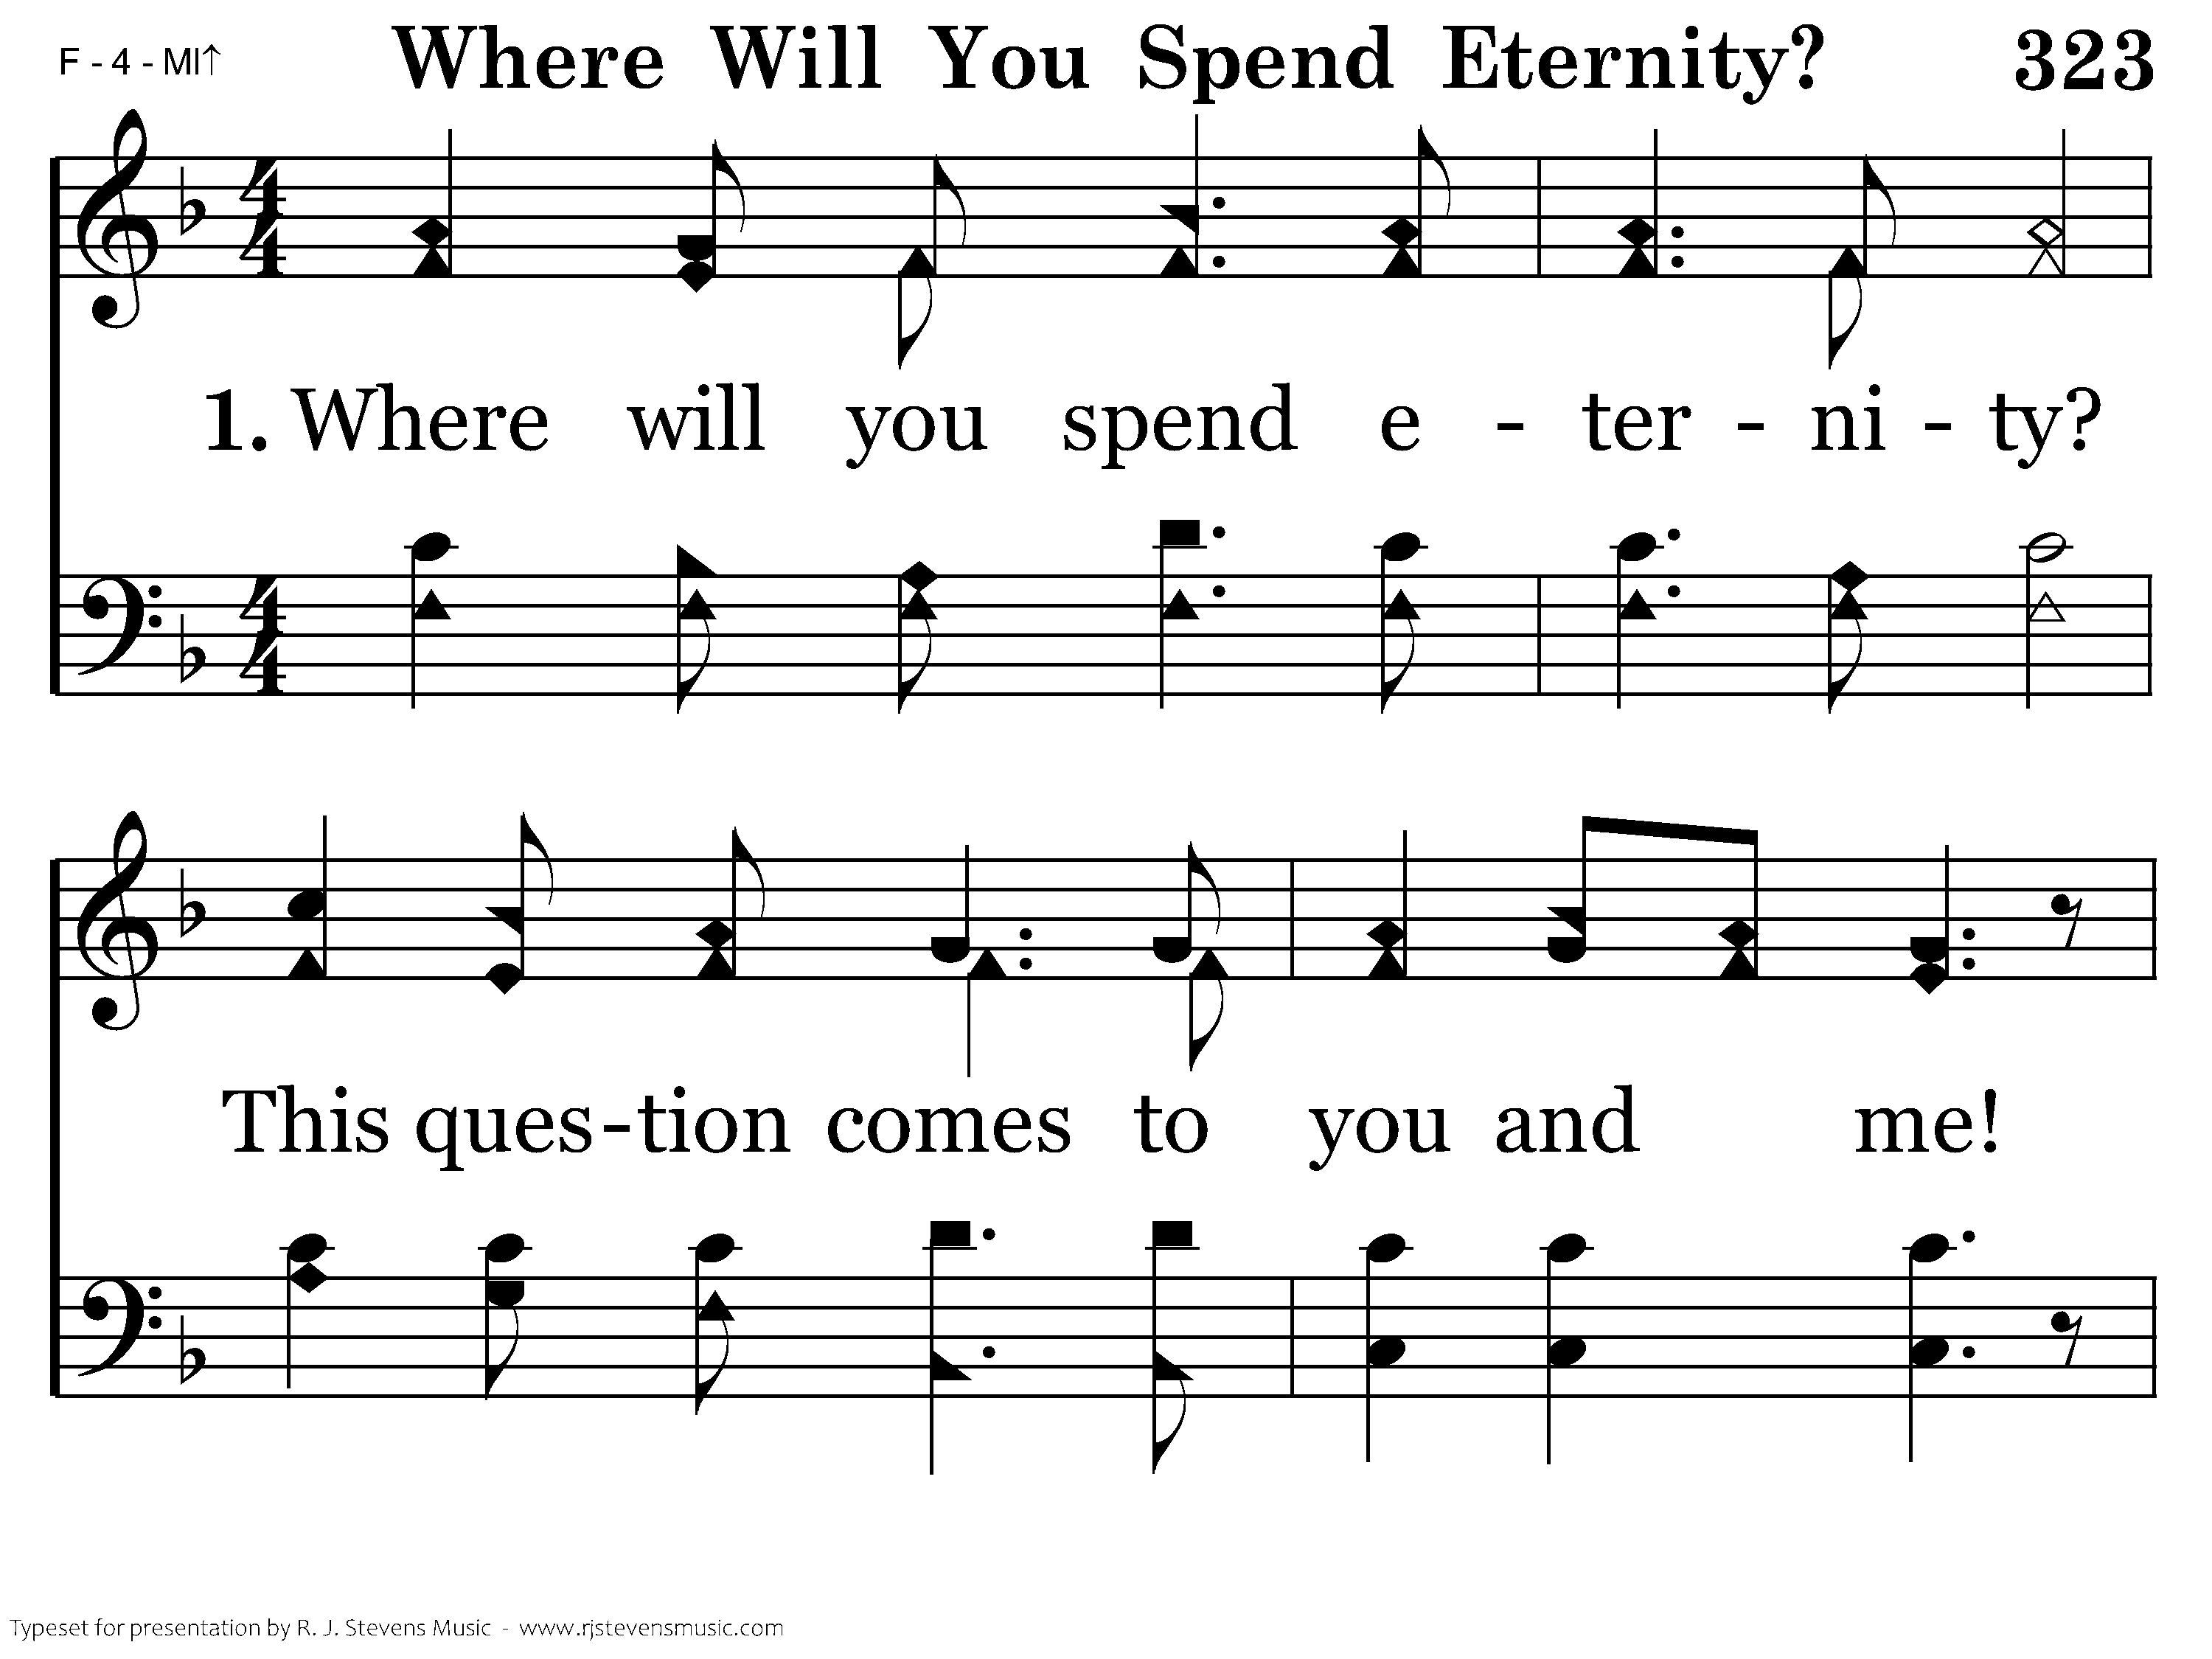 F - 4 - MI↑ Where Will You Spend Eternity? 323
1. Where will you spend e - ter - ni - ty?
This ques-tion comes to you and me!
Typeset for presentation by R. J. Stevens Music - www.rjstevensmusic.com